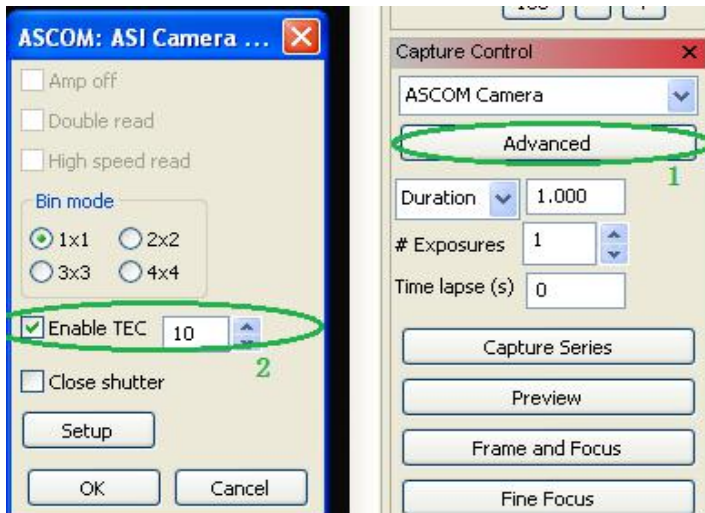 ASCOM: ASI Camera ...
Amp off
Double read
High speed read
Bin mode
1x1 2x2
3x3 4x4
Enable TEC 10
2
Close shutter
Setup
OK Cancel
Capture Control
ASCOM Camera
Advanced
1
Duration 1.000
# Exposures 1
Time lapse (s) 0
Capture Series
Preview
Frame and Focus
Fine Focus